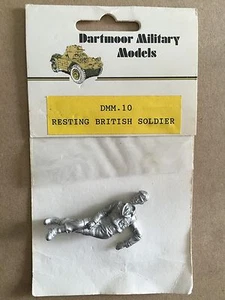 Dartmoor Military
Models
DMM.10
RESTING BRITISH SOLDIER